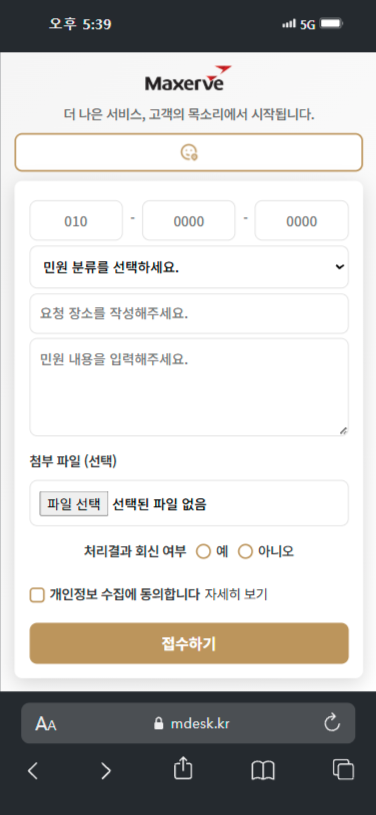 오후 5:39
5G
Maxerve
더 나은 서비스, 고객의 목소리에서 시작됩니다.
010 - 0000 - 0000
민원 분류를 선택하세요.
요청 장소를 작성해주세요.
민원 내용을 입력해주세요.
첨부 파일 (선택)
파일 선택 선택된 파일 없음
처리결과 회신 여부 예 아니오
개인정보 수집에 동의합니다 자세히 보기
접수하기
AA mdesk.kr